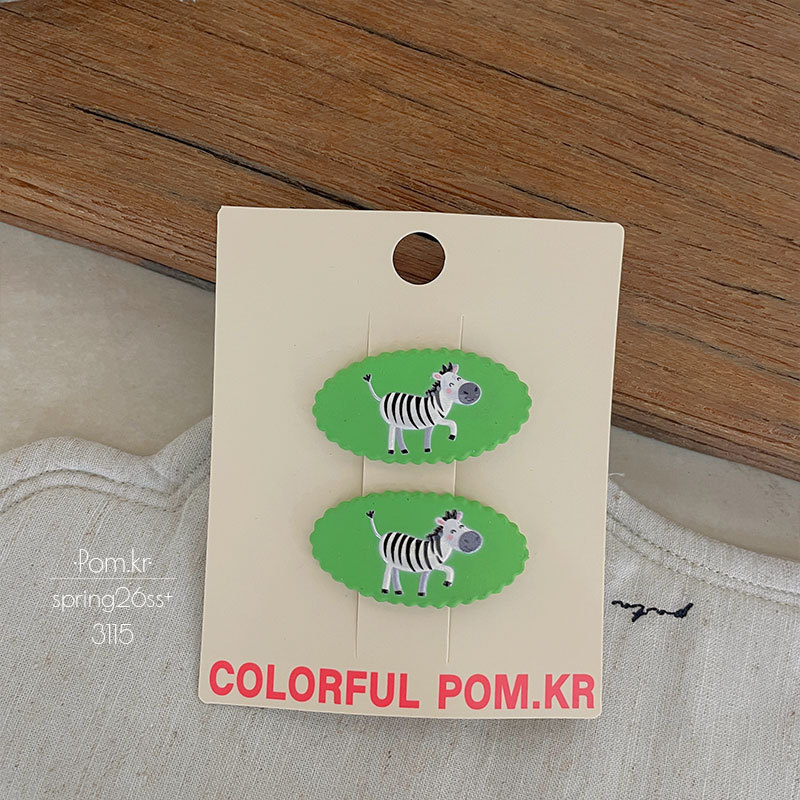 ·Pom.kr·
spring26ss+
3115
COLORFUL POM.KR